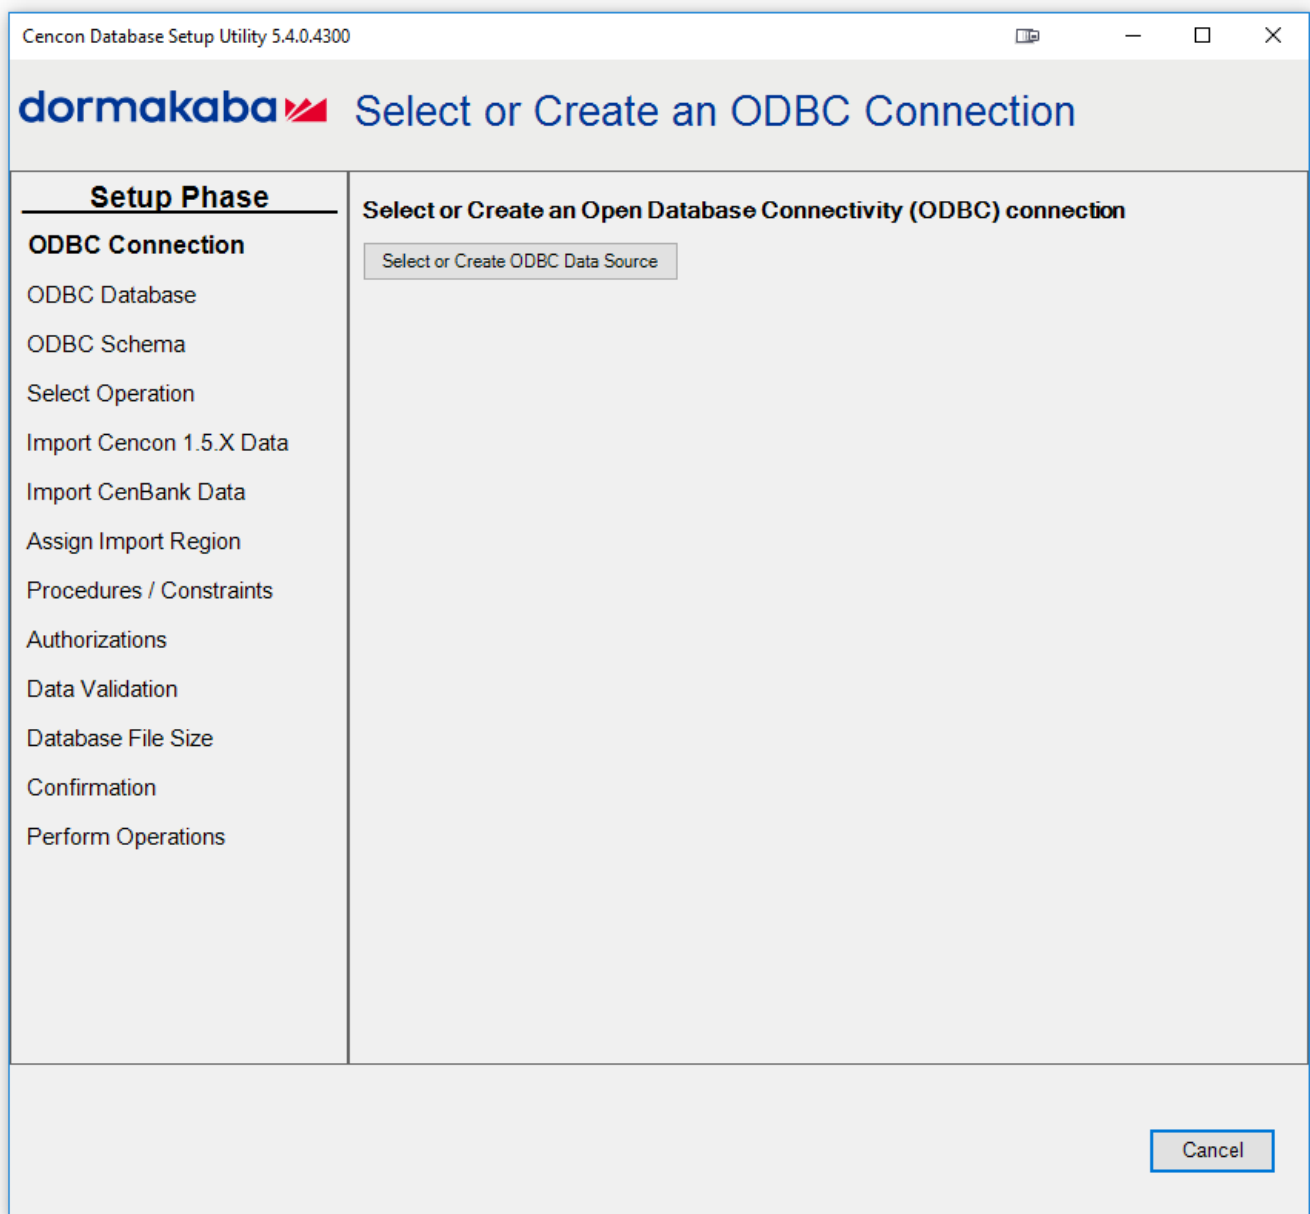 Cencon Database Setup Utility 5.4.0.4300
dormakaba Select or Create an ODBC Connection
Setup Phase
ODBC Connection
ODBC Database
ODBC Schema
Select Operation
Import Cencon 1.5.X Data
Import CenBank Data
Assign Import Region
Procedures / Constraints
Authorizations
Data Validation
Database File Size
Confirmation
Perform Operations
Select or Create an Open Database Connectivity (ODBC) connection
Select or Create ODBC Data Source
Cancel